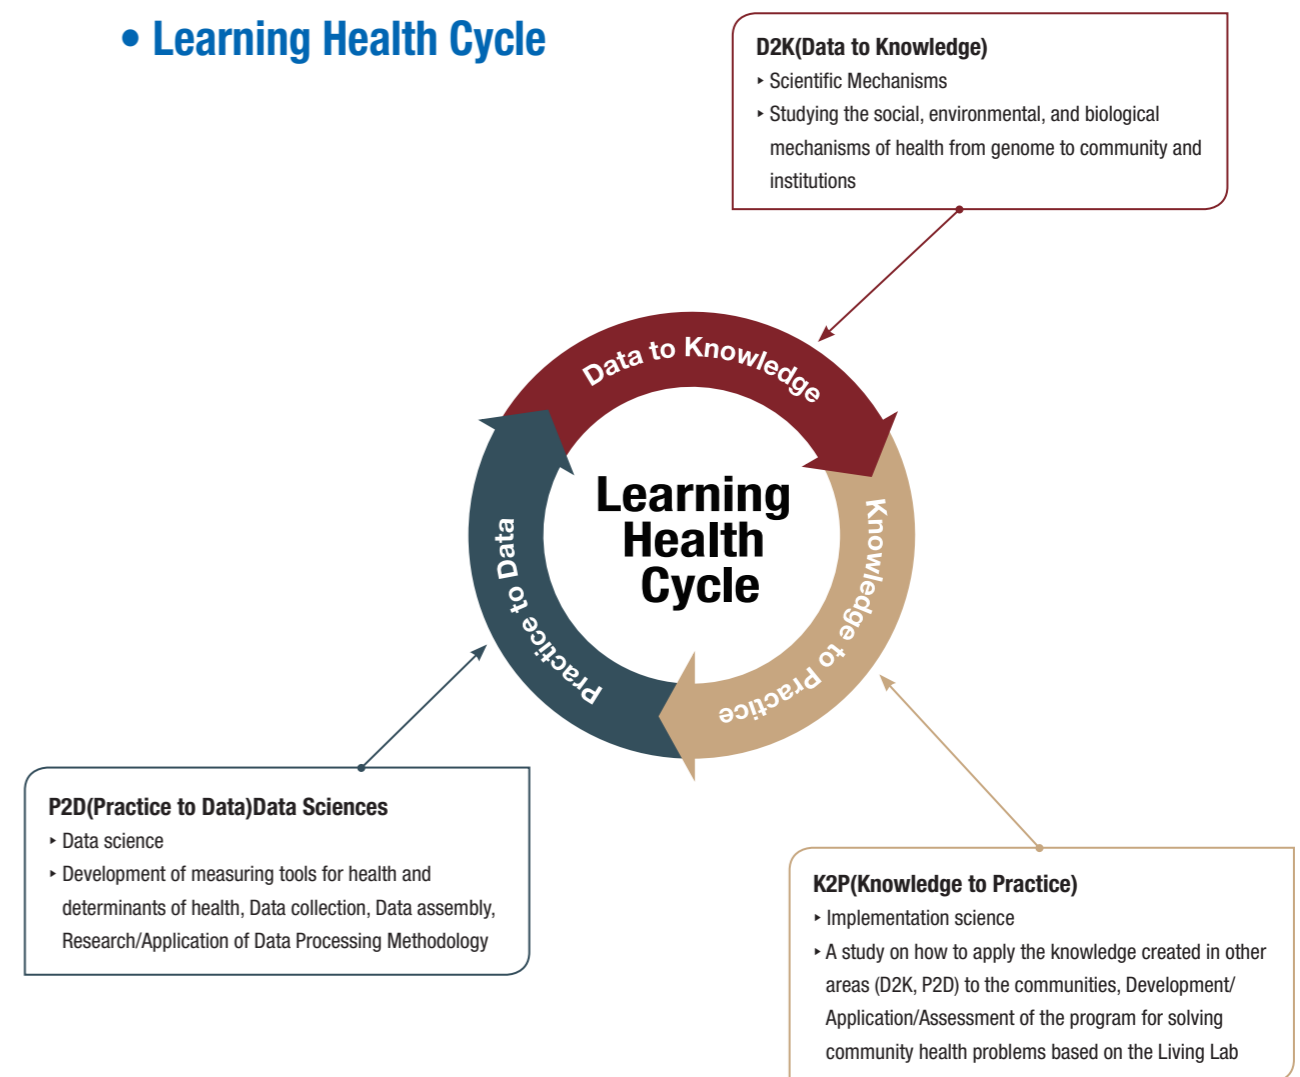 • Learning Health Cycle
D2K(Data to Knowledge)
‣ Scientific Mechanisms
‣ Studying the social, environmental, and biological
mechanisms of health from genome to community and
institutions
Data to Knowledge
Knowledge to Practice
Practice to Data
Learning
Health
Cycle
P2D(Practice to Data)Data Sciences
‣ Data science
‣ Development of measuring tools for health and
determinants of health, Data collection, Data assembly,
Research/Application of Data Processing Methodology
K2P(Knowledge to Practice)
‣ Implementation science
‣ A study on how to apply the knowledge created in other
areas (D2K, P2D) to the communities, Development/
Application/Assessment of the program for solving
community health problems based on the Living Lab